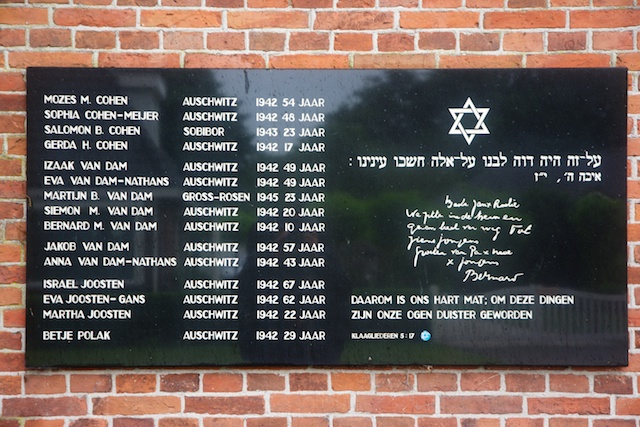 MOZES M. COHEN AUSCHWITZ 1942 54 JAAR
SOPHIA COHEN-MEIJER AUSCHWITZ 1942 48 JAAR
SALOMON B. COHEN SOBIBOR 1943 23 JAAR
GERDA H. COHEN AUSCHWITZ 1942 17 JAAR
IZAAK VAN DAM AUSCHWITZ 1942 49 JAAR
EVA VAN DAM-NATHANS AUSCHWITZ 1942 49 JAAR
MARTIJN B. VAN DAM GROSS-ROSEN 1945 23 JAAR
SIEMON M. VAN DAM AUSCHWITZ 1942 20 JAAR
BERNARD M. VAN DAM AUSCHWITZ 1942 10 JAAR
JAKOB VAN DAM AUSCHWITZ 1942 57 JAAR
ANNA VAN DAM-NATHANS AUSCHWITZ 1942 43 JAAR
ISRAEL JOOSTEN AUSCHWITZ 1942 67 JAAR
EVA JOOSTEN-GANS AUSCHWITZ 1942 62 JAAR
MARTHA JOOSTEN AUSCHWITZ 1942 22 JAAR
BETJE POLAK AUSCHWITZ 1942 29 JAAR
על-זה היה דוה לבנו על-אלה חשכו עינינו :
איכה ה', י"ז
Beste
We
jongens
x jongens
Bernard
DAAROM IS ONS HART MAT; OM DEZE DINGEN
ZIJN ONZE OGEN DUISTER GEWORDEN
KLAAGLIEDEREN 5:17